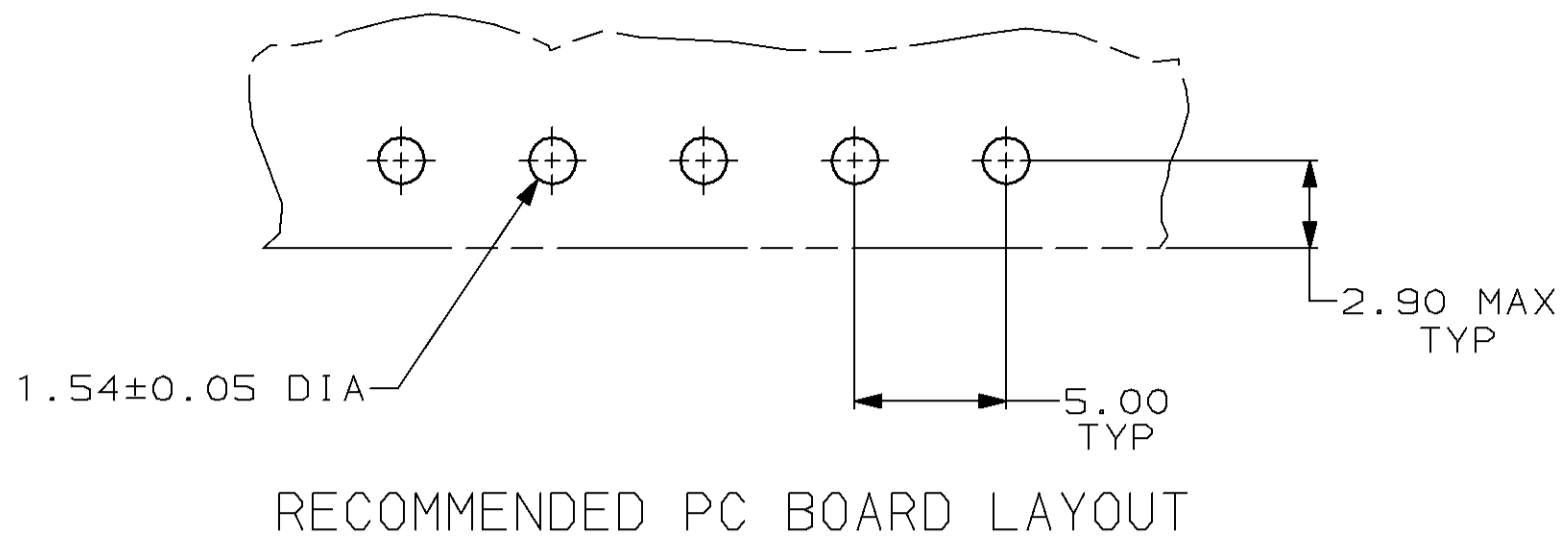 2.90 MAX
TYP
1.54±0.05 DIA
5.00
TYP
RECOMMENDED PC BOARD LAYOUT